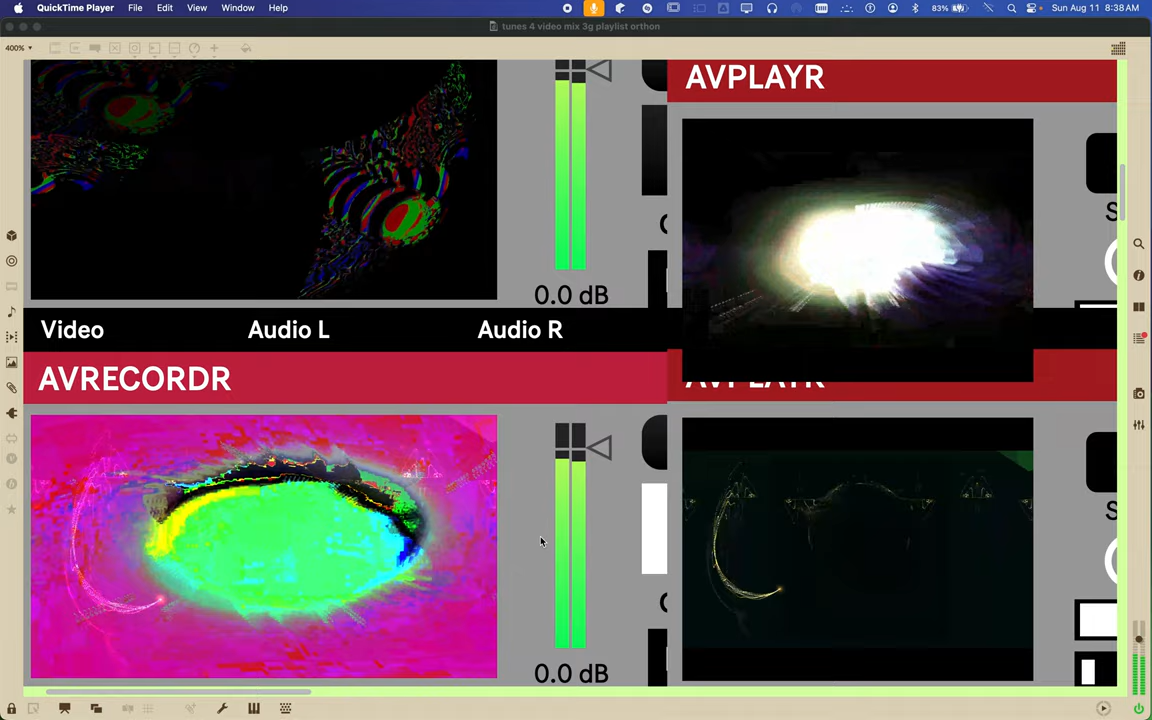 QuickTime Player File Edit View Window Help 83% Sun Aug 11 8:38 AM
tunes 4 video mix 3g playlist orthon
400%
AVPLAYR
0.0 dB
Video Audio L Audio R
AVRECORDR
AVPLAYR
0.0 dB